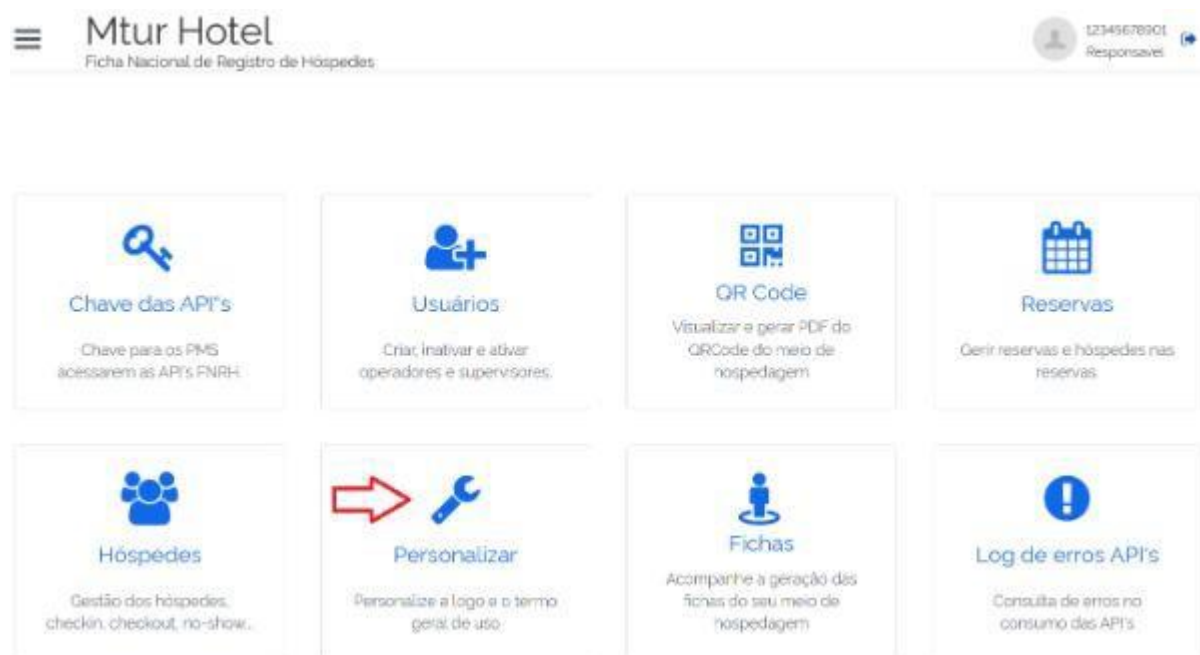 Mtur Hotel
Ficha Nacional de Registro de Hóspedes
12345678901
Responsavel
Chave das API"s
Chave para os PMS
acessarem as API's FNRH.
Usuários
Criar, inativar e ativar
operadores e supervisores.
QR Code
Visualizar e gerar PDF do
QRCode do meio de
hospedagem
Reservas
Gerir reservas e hóspedes nas
reservas
Hóspedes
Gestão dos hóspedes,
checkin, checkout, no-show...
Personalizar
Personalize a logo e o termo
geral de uso
Fichas
Acompanhe a geração das
fichas do seu meio de
hospedagem
Log de erros API's
Consulta de erros no
consumo das API's